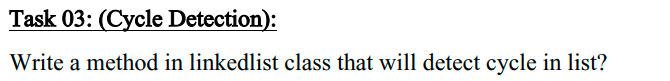 Task 03: (Cycle Detection):
Write a method in linkedlist class that will detect cycle in list?